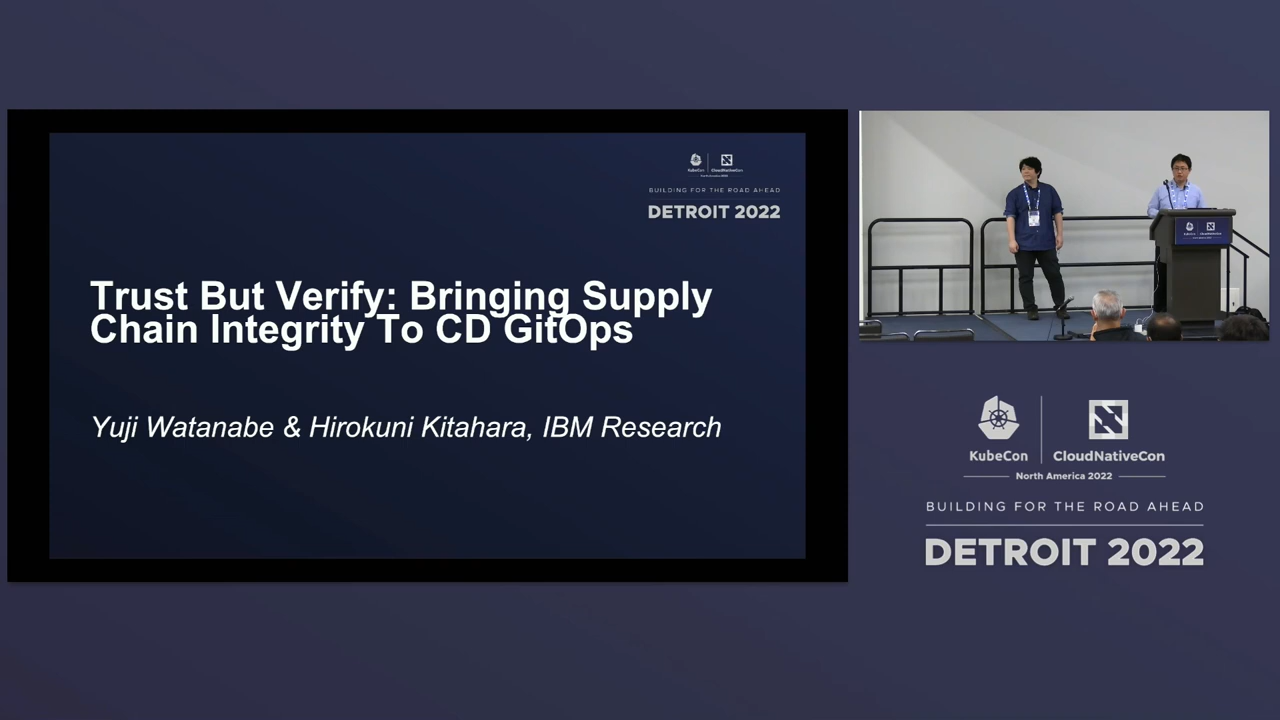 KubeCon
CloudNativeCon
BUILDING FOR THE ROAD AHEAD
DETROIT 2022
Trust But Verify: Bringing Supply
Chain Integrity To CD GitOps
Yuji Watanabe & Hirokuni Kitahara, IBM Research
KubeCon
CloudNativeCon
North America 2022
BUILDING FOR THE ROAD AHEAD
DETROIT 2022